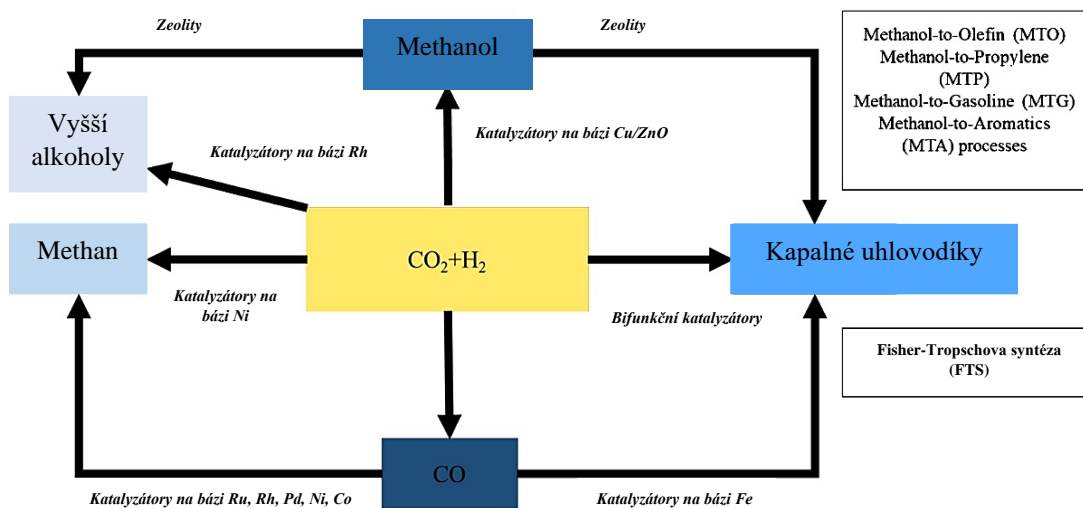 Zeolity
Methanol
Zeolity
Methanol-to-Olefin (MTO)
Methanol-to-Propylene
(MTP)
Methanol-to-Gasoline (MTG)
Methanol-to-Aromatics
(MTA) processes
Vyšší
alkoholy
Katalyzátory na bázi Rh
Katalyzátory na bázi Cu/ZnO
Methan
CO₂+H₂
Kapalné uhlovodíky
Katalyzátory na
bázi Ni
Bifunkční katalyzátory
Fisher-Tropschova syntéza
(FTS)
CO
Katalyzátory na bázi Ru, Rh, Pd, Ni, Co
Katalyzátory na bázi Fe